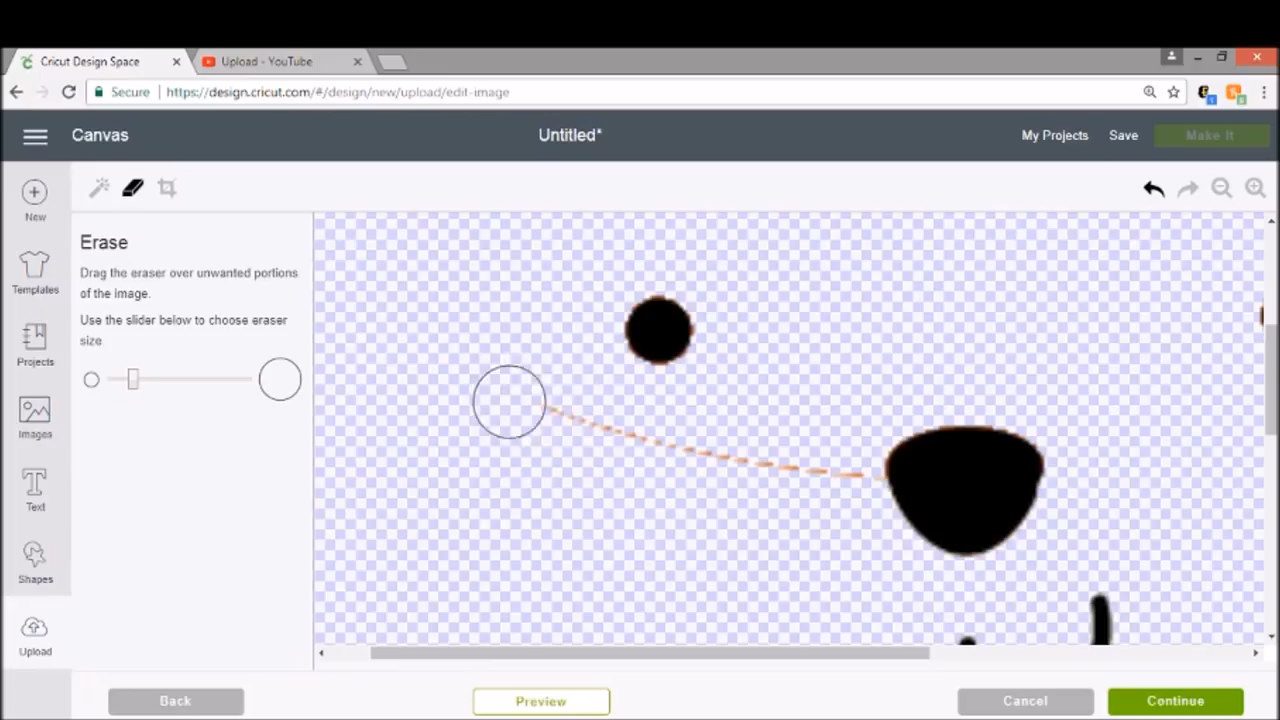 Cricut Design Space
Upload - YouTube
Secure
https://design.cricut.com/#/design/new/upload/edit-image
Canvas
Untitled*
My Projects
Save
Make It
New
Templates
Projects
Images
Text
Shapes
Upload
Erase
Drag the eraser over unwanted portions
of the image.
Use the slider below to choose eraser
size
Back
Preview
Cancel
Continue